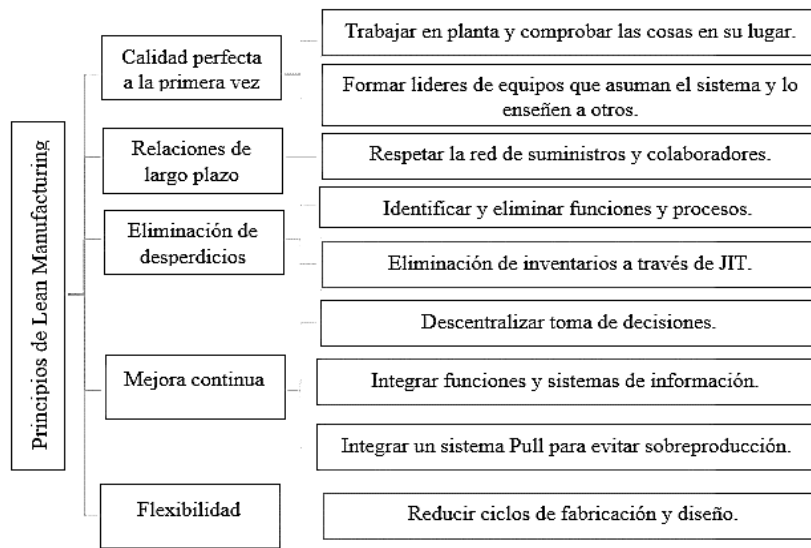 Principios de Lean Manufacturing
Calidad perfecta
a la primera vez
Trabajar en planta y comprobar las cosas en su lugar.
Formar lideres de equipos que asuman el sistema y lo
enseñen a otros.
Relaciones de
largo plazo
Respetar la red de suministros y colaboradores.
Eliminación de
desperdicios
Identificar y eliminar funciones y procesos.
Eliminación de inventarios a través de JIT.
Mejora continua
Descentralizar toma de decisiones.
Integrar funciones y sistemas de información.
Integrar un sistema Pull para evitar sobreproducción.
Flexibilidad
Reducir ciclos de fabricación y diseño.